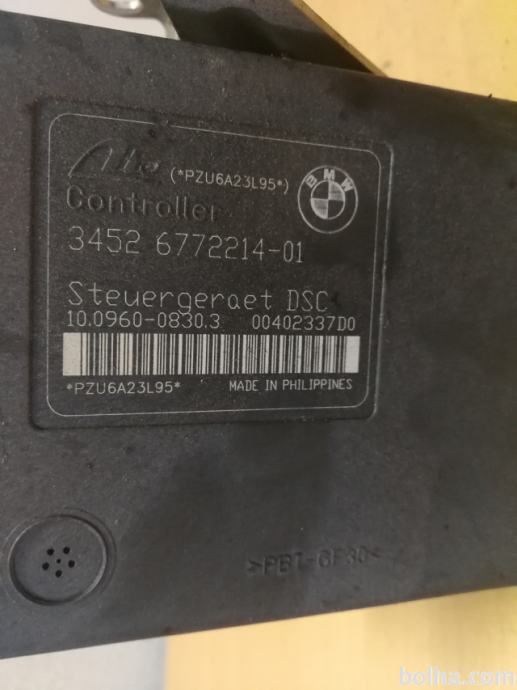 Ate (*PZU6A23L95*) BMW
Controller
3452 6772214-01
Steuergeraet DSC
10.0960-0830.3 00402337D0
*PZU6A23L95* MADE IN PHILIPPINES
>PBT-GF30<
bolha.com